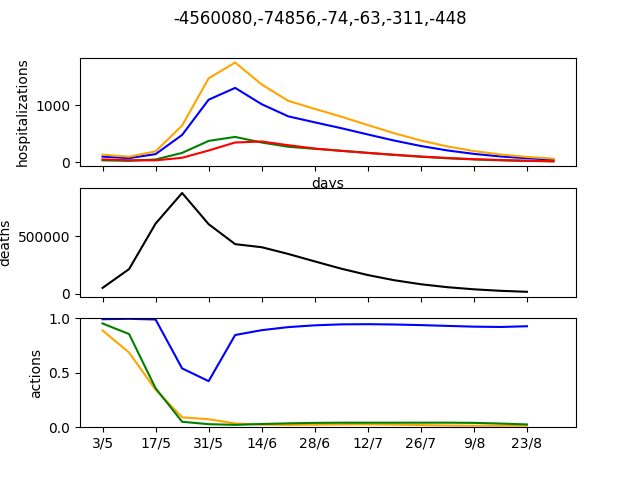 -4560080,-74856,-74,-63,-311,-448
hospitalizations
1000
0
days
deaths
500000
0
actions
1.0
0.5
0.0
3/5 17/5 31/5 14/6 28/6 12/7 26/7 9/8 23/8